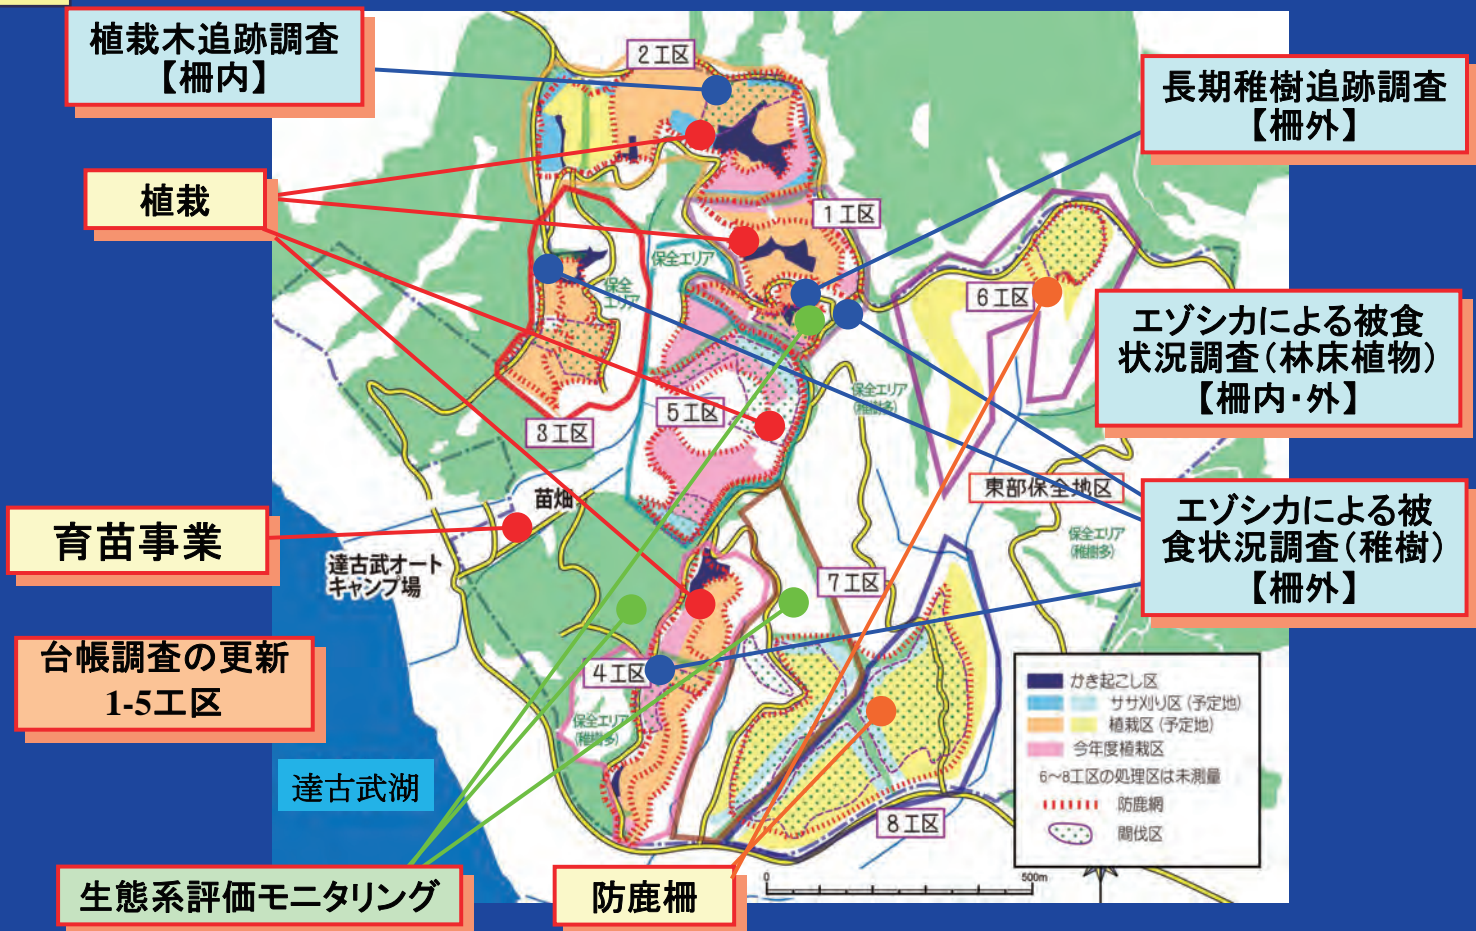 植栽木追跡調査
【柵内】
2工区
長期稚樹追跡調査
【柵外】
植栽
1工区
保全エリア
保全
エリア
6工区
エゾシカによる被食
状況調査（林床植物）
【柵内・外】
保全エリア
（稚樹多）
5工区
3工区
東部保全地区
苗畑
エゾシカによる被
食状況調査（稚樹）
【柵外】
育苗事業
達古武オート
キャンプ場
保全エリア
（稚樹多）
7工区
台帳調査の更新
1-5工区
4工区
保全エリア
（稚樹多）
かき起こし区
ササ刈り区（予定地）
植栽区（予定地）
今年度植栽区
6～8工区の処理区は未測量
防鹿網
間伐区
達古武湖
8工区
生態系評価モニタリング
防鹿柵
0
500m